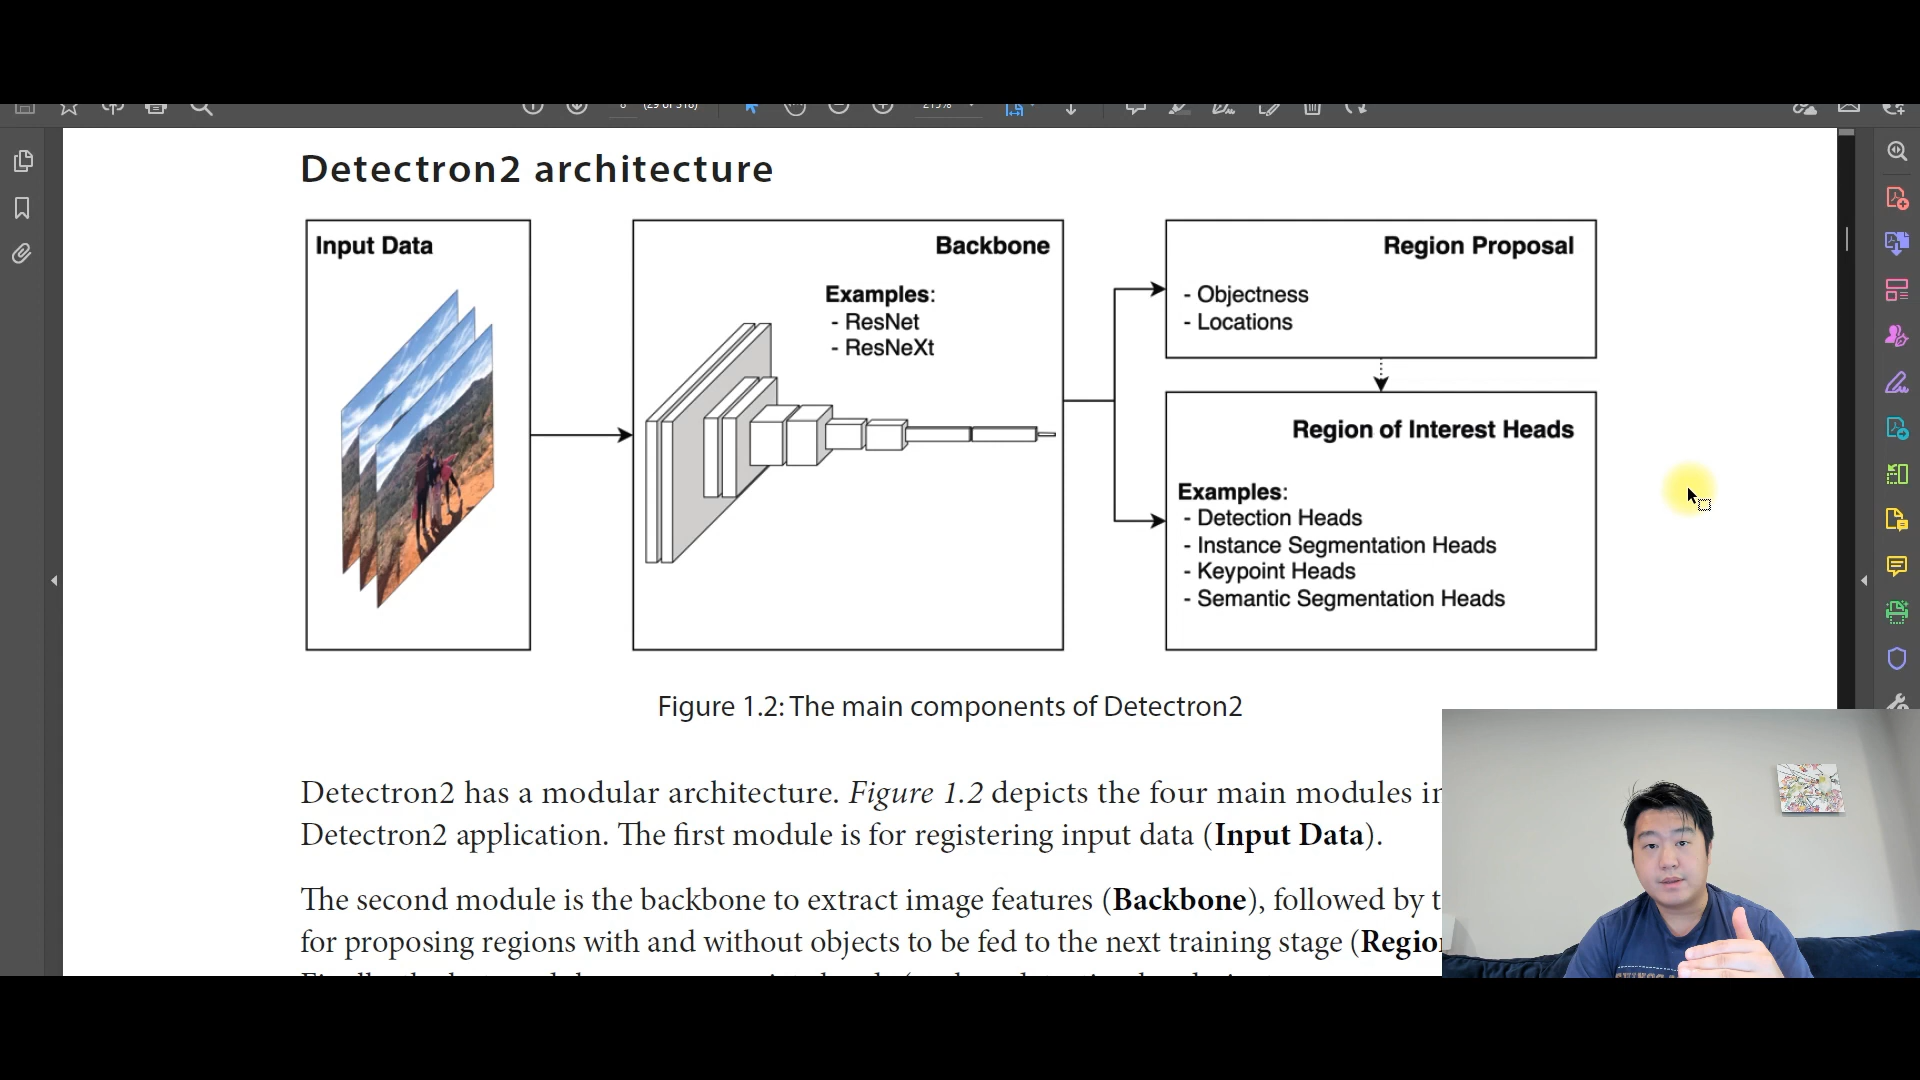 Detectron2 architecture
Input Data
Backbone
Examples:
- ResNet
- ResNeXt
Region Proposal
- Objectness
- Locations
Region of Interest Heads
Examples:
- Detection Heads
- Instance Segmentation Heads
- Keypoint Heads
- Semantic Segmentation Heads
Figure 1.2: The main components of Detectron2
Detectron2 has a modular architecture. Figure 1.2 depicts the four main modules in
Detectron2 application. The first module is for registering input data (Input Data).
The second module is the backbone to extract image features (Backbone), followed by t
for proposing regions with and without objects to be fed to the next training stage (Region